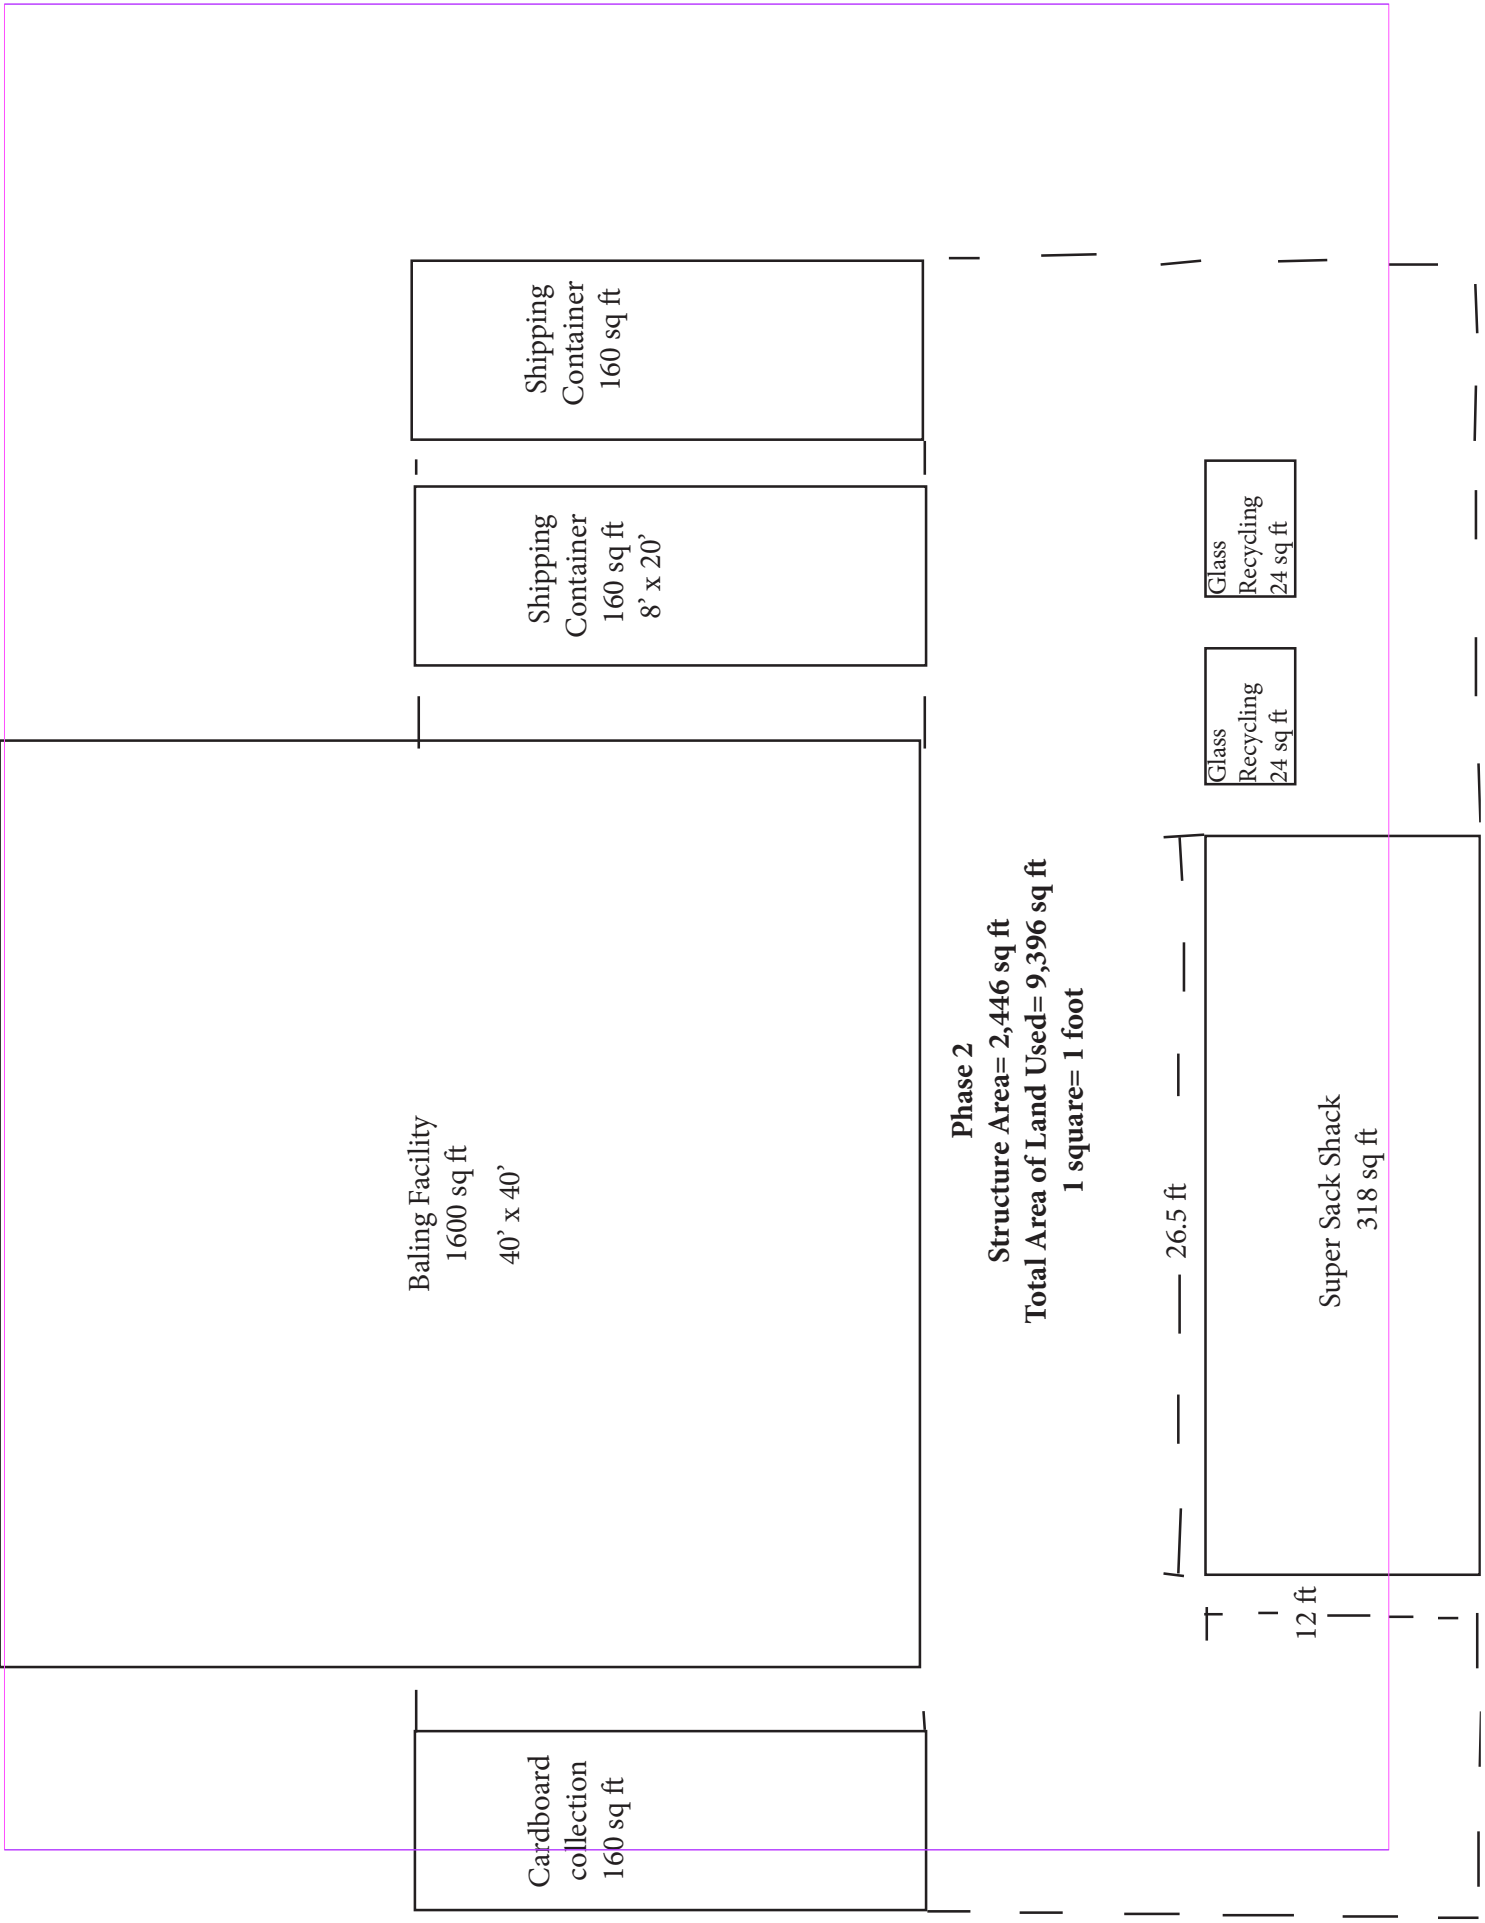 Cardboard
collection
160 sq ft
Baling Facility
1600 sq ft
40’ x 40’
Shipping
Container
160 sq ft
8’ x 20’
Shipping
Container
160 sq ft
Phase 2
Structure Area= 2,446 sq ft
Total Area of Land Used= 9,396 sq ft
1 square= 1 foot
12 ft
26.5 ft
Super Sack Shack
318 sq ft
Glass
Recycling
24 sq ft
Glass
Recycling
24 sq ft